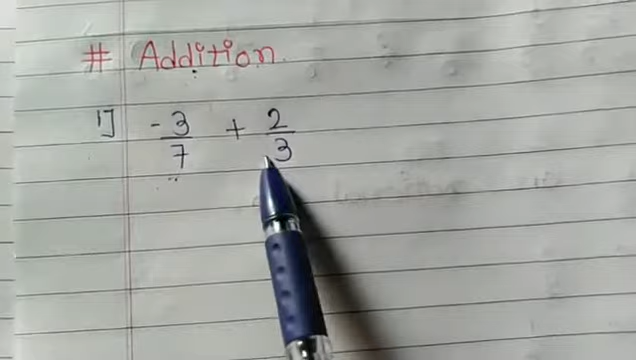 # Addition
1] -3/7 + 2/3